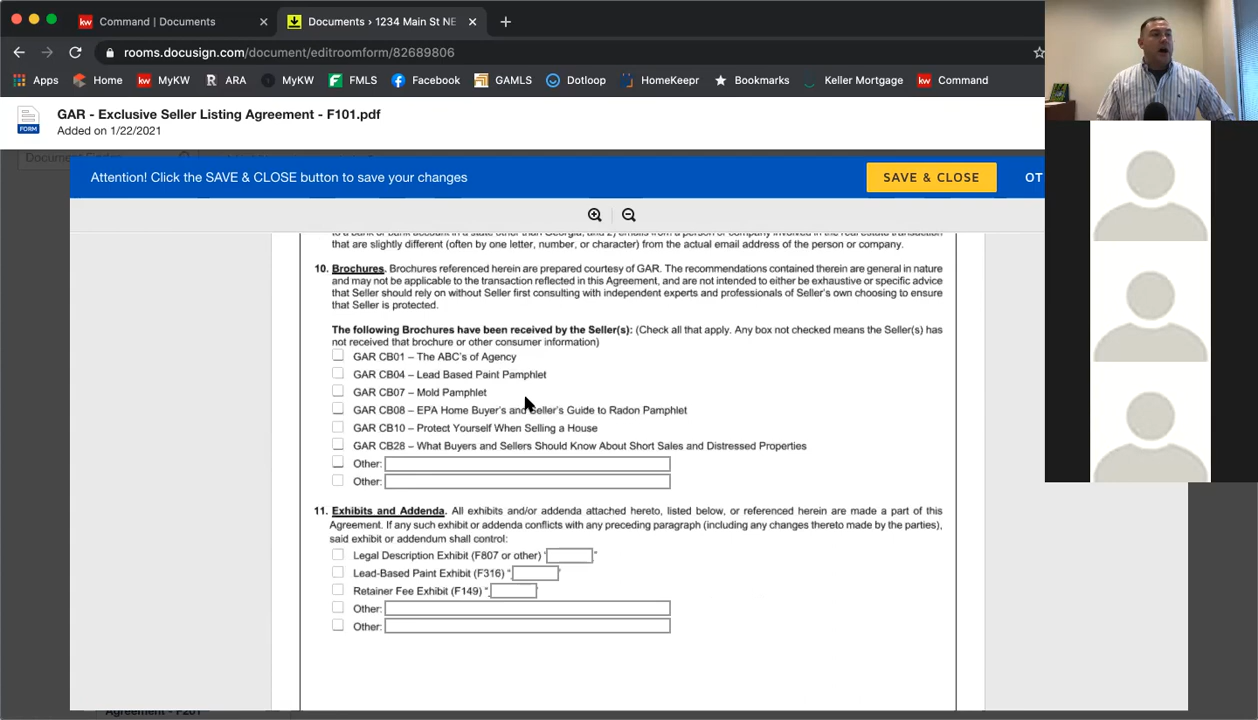 Command | Documents
Documents › 1234 Main St NE
rooms.docusign.com/document/editroomform/82689806
Apps Home MyKW ARA MyKW FMLS Facebook GAMLS Dotloop HomeKeepr Bookmarks Keller Mortgage Command
GAR - Exclusive Seller Listing Agreement - F101.pdf
FORM
Added on 1/22/2021
Attention! Click the SAVE & CLOSE button to save your changes
SAVE & CLOSE
OT
that are slightly different (often by one letter, number, or character) from the actual email address of the person or company.
10. Brochures. Brochures referenced herein are prepared courtesy of GAR. The recommendations contained therein are general in nature
and may not be applicable to the transaction reflected in this Agreement, and are not intended to either be exhaustive or specific advice
that Seller should rely on without Seller first consulting with independent experts and professionals of Seller's own choosing to ensure
that Seller is protected.
The following Brochures have been received by the Seller(s): (Check all that apply. Any box not checked means the Seller(s) has
not received that brochure or other consumer information)
GAR CB01 – The ABC's of Agency
GAR CB04 – Lead Based Paint Pamphlet
GAR CB07 – Mold Pamphlet
GAR CB08 – EPA Home Buyer's and Seller's Guide to Radon Pamphlet
GAR CB10 – Protect Yourself When Selling a House
GAR CB28 – What Buyers and Sellers Should Know About Short Sales and Distressed Properties
Other:
Other:
11. Exhibits and Addenda. All exhibits and/or addenda attached hereto, listed below, or referenced herein are made a part of this
Agreement. If any such exhibit or addenda conflicts with any preceding paragraph (including any changes thereto made by the parties),
said exhibit or addendum shall control:
Legal Description Exhibit (F807 or other) " "
Lead-Based Paint Exhibit (F316) " "
Retainer Fee Exhibit (F149) " "
Other:
Other: